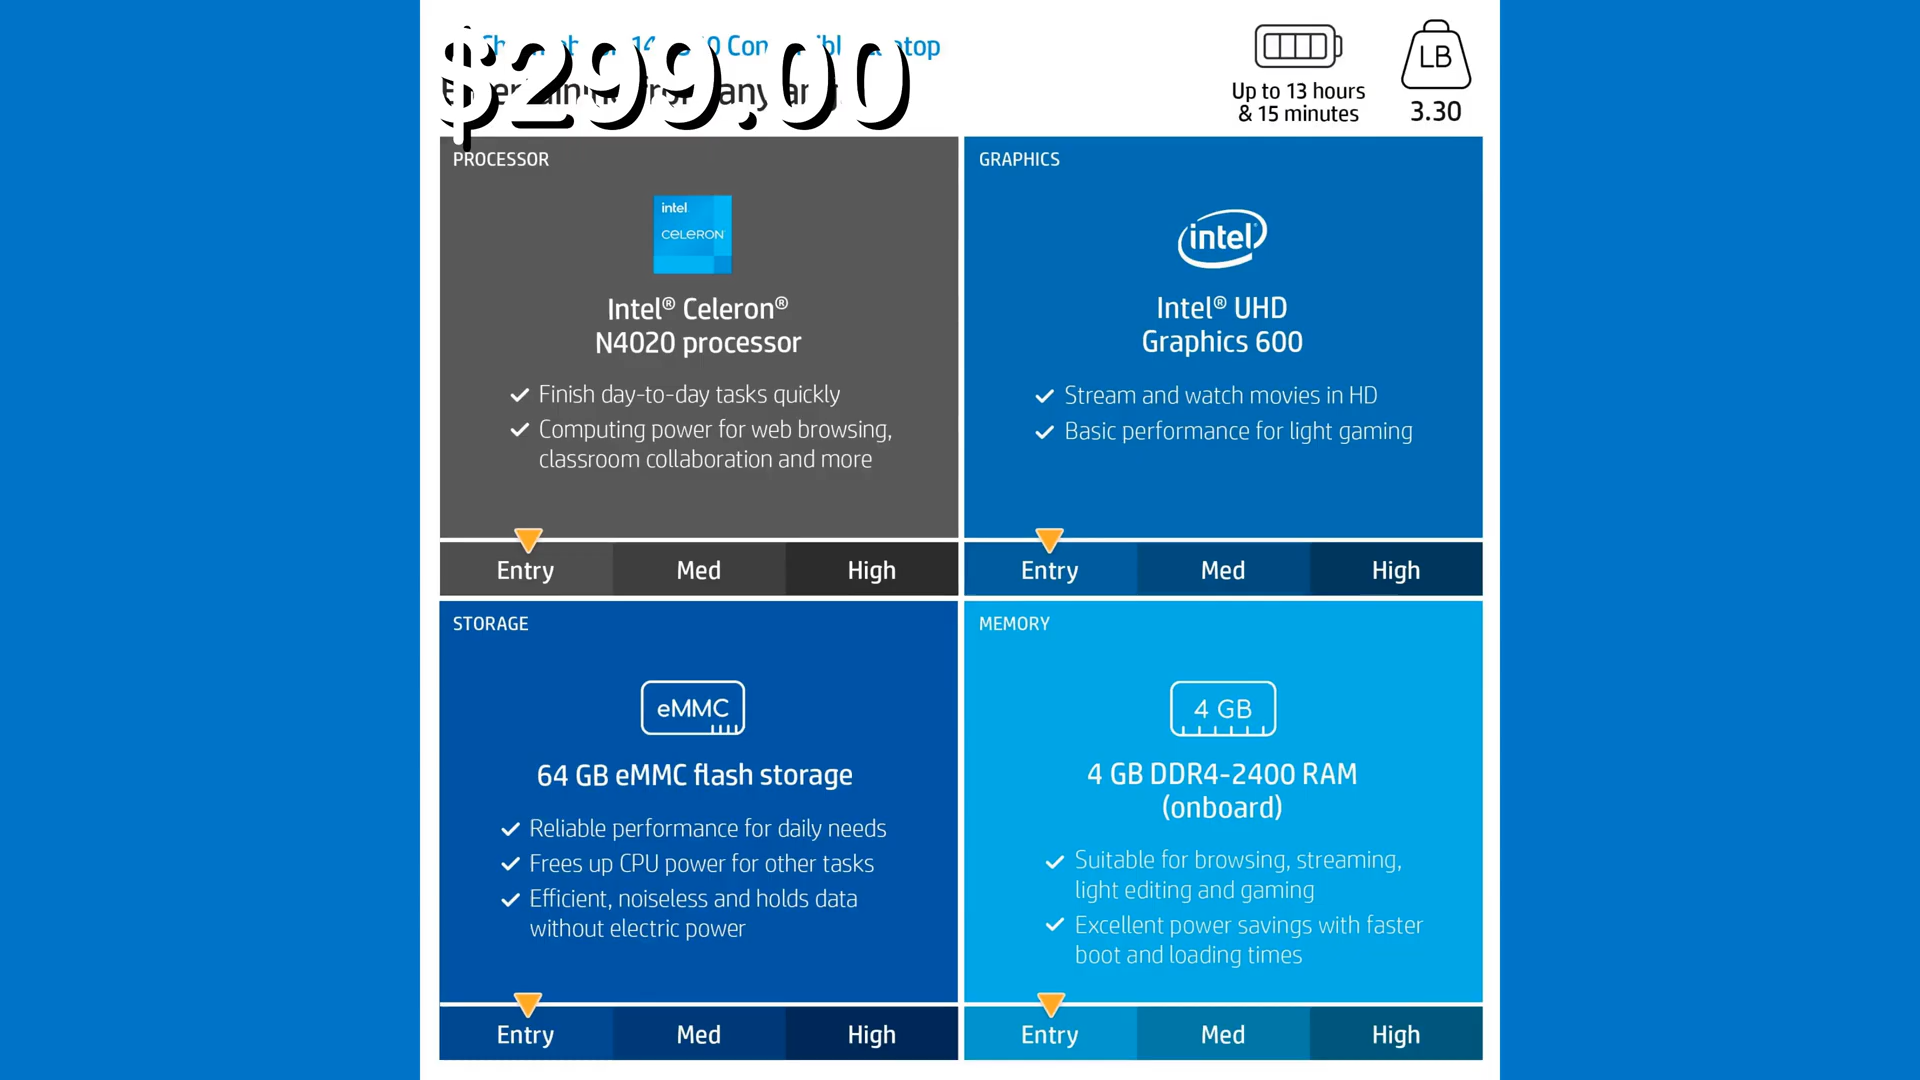 $299.00
Up to 13 hours
& 15 minutes
LB
3.30
PROCESSOR
intel
CELERON
Intel® Celeron®
N4020 processor
Finish day-to-day tasks quickly
Computing power for web browsing,
classroom collaboration and more
Entry Med High
GRAPHICS
intel
Intel® UHD
Graphics 600
Stream and watch movies in HD
Basic performance for light gaming
Entry Med High
STORAGE
eMMC
64 GB eMMC flash storage
Reliable performance for daily needs
Frees up CPU power for other tasks
Efficient, noiseless and holds data
without electric power
Entry Med High
MEMORY
4 GB
4 GB DDR4-2400 RAM
(onboard)
Suitable for browsing, streaming,
light editing and gaming
Excellent power savings with faster
boot and loading times
Entry Med High